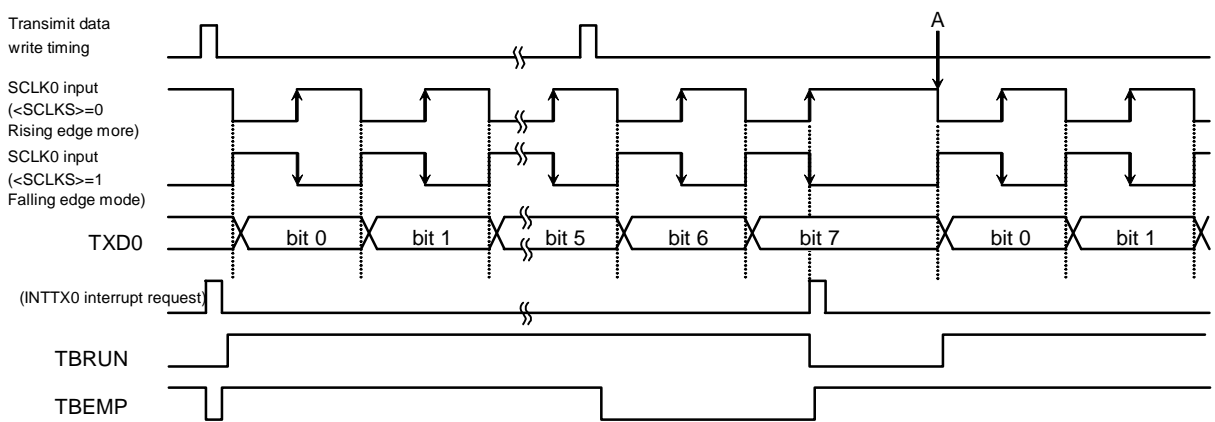 Transimit data
write timing
A
SCLK0 input
(<SCLKS>=0
Rising edge more)
SCLK0 input
(<SCLKS>=1
Falling edge mode)
TXD0
bit 0
bit 1
bit 5
bit 6
bit 7
bit 0
bit 1
(INTTX0 interrupt request)
TBRUN
TBEMP